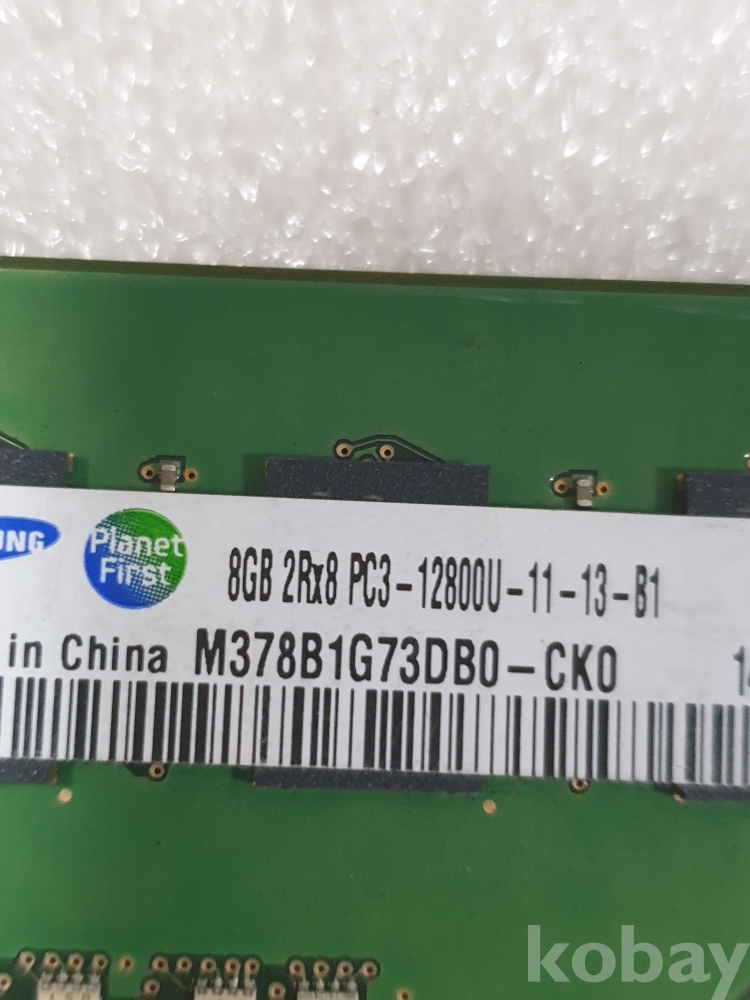 Planet
First
8GB 2Rx8 PC3-12800U-11-13-B1
in China M378B1G73DB0-CK0
kobay